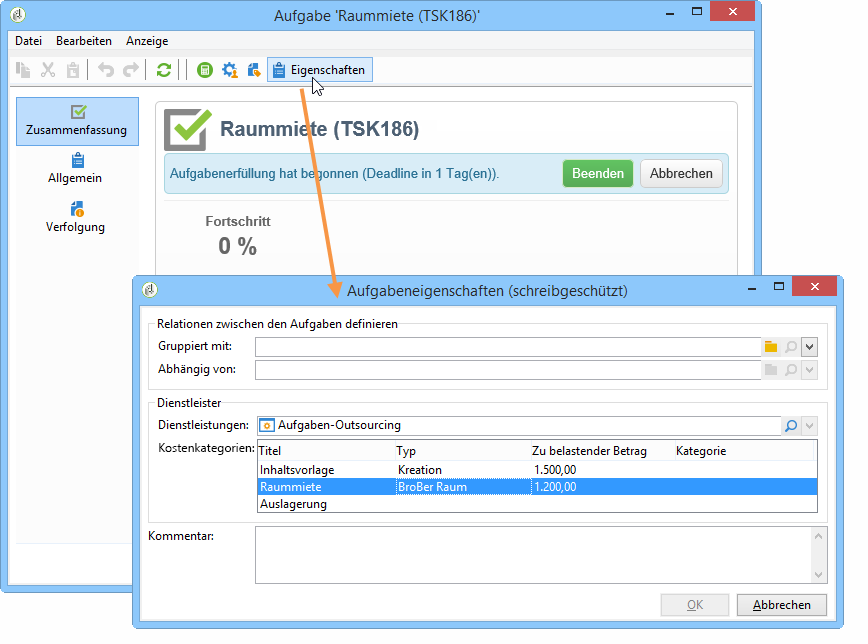 Aufgabe 'Raummiete (TSK186)'
Datei Bearbeiten Anzeige
Eigenschaften
Zusammenfassung
Allgemein
Verfolgung
Raummiete (TSK186)
Aufgabenerfüllung hat begonnen (Deadline in 1 Tag(en)). Beenden Abbrechen
Fortschritt
0 %
Aufgabeneigenschaften (schreibgeschützt)
Relationen zwischen den Aufgaben definieren
Gruppiert mit:
Abhängig von:
Dienstleister
Dienstleistungen: Aufgaben-Outsourcing
Kostenkategorien: Titel Typ Zu belastender Betrag Kategorie
Inhaltsvorlage Kreation 1.500,00
Raummiete BroBer Raum 1.200,00
Auslagerung
Kommentar:
OK Abbrechen